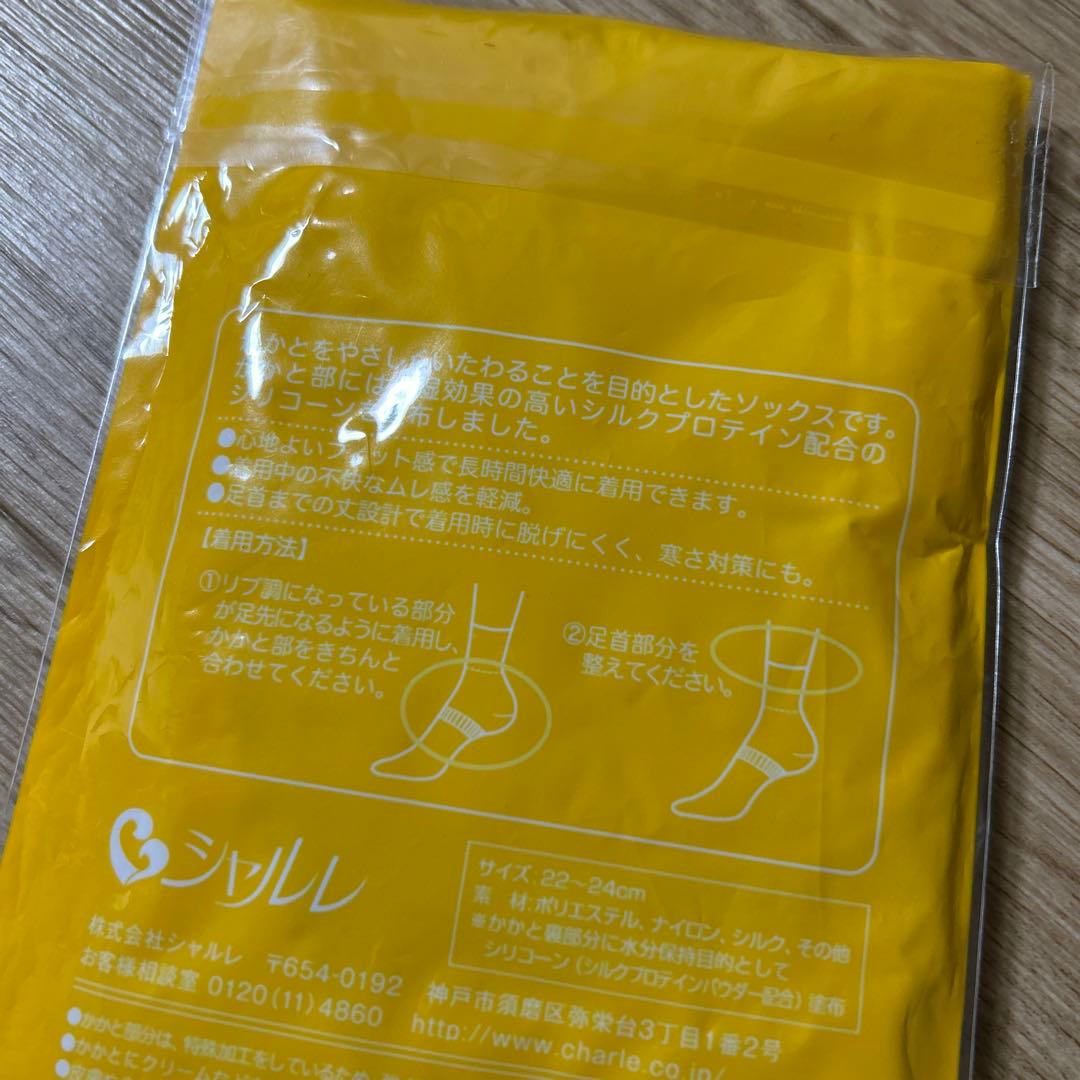 かかとをやさしくいたわることを目的としたソックスです。
かかと部には保湿効果の高いシルクプロテイン配合の
シリコーンを塗布しました。
●心地よいフィット感で長時間快適に着用できます。
●着用中の不快なムレ感を軽減。
●足首までの丈設計で着用時に脱げにくく、寒さ対策にも。
【着用方法】
①リブ調になっている部分
が足先になるように着用し、
かかと部をきちんと
合わせてください。
②足首部分を
整えてください。
シャルレ
サイズ:22〜24cm
素 材:ポリエステル、ナイロン、シルク、その他
※かかと裏部分に水分保持目的として
シリコーン(シルクプロテインパウダー配合)塗布
株式会社シャルレ 〒654-0192 神戸市須磨区弥栄台3丁目1番2号
お客様相談室 0120(11)4860 http://www.charle.co.jp/
●かかと部分は、特殊加工をしているため、
●かかとにクリームなど
●皮膚や